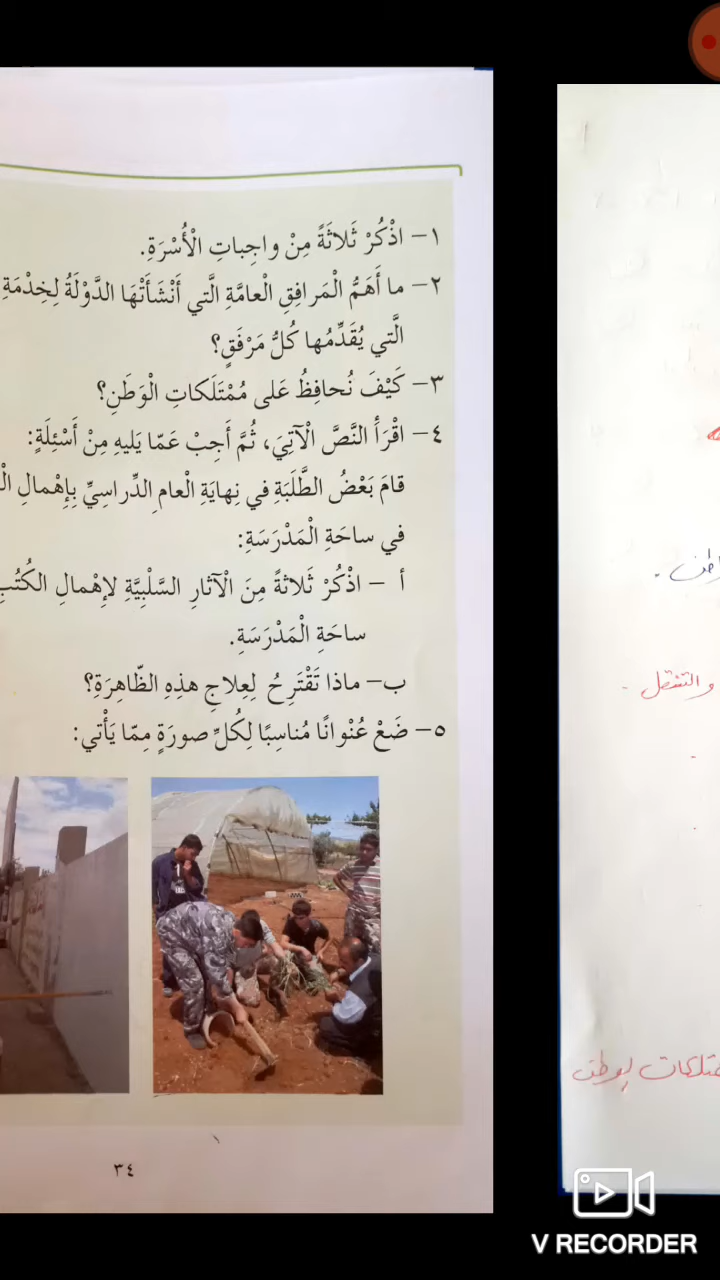 ١- اذْكُرْ ثَلاثَةً مِنْ واجِباتِ الْأُسْرَةِ.
٢- ما أَهَمُّ الْمَرافِقِ الْعامَّةِ الَّتي أَنْشَأَتْهَا الدَّوْلَةُ لِخِدْمَةِ
الَّتي يُقَدِّمُها كُلُّ مَرْفَقٍ؟
٣- كَيْفَ نُحافِظُ عَلى مُمْتَلَكاتِ الْوَطَنِ؟
٤- اقْرَأِ النَّصَّ الْآتِيَ، ثُمَّ أَجِبْ عَمّا يَليهِ مِنْ أَسْئِلَةٍ:
قامَ بَعْضُ الطَّلَبَةِ في نِهايَةِ الْعامِ الدِّراسِيِّ بِإِهْمالِ
في ساحَةِ الْمَدْرَسَةِ:
أ - اذْكُرْ ثَلاثَةً مِنَ الْآثارِ السَّلْبِيَّةِ لإِهْمالِ الكُتُبِ
ساحَةِ الْمَدْرَسَةِ.
ب- ماذا تَقْتَرِحُ لِعِلاجِ هذِهِ الظّاهِرَةِ؟
٥- ضَعْ عُنْوانًا مُناسِبًا لِكُلِّ صورَةٍ مِمّا يَأْتي:
٣٤
والتنقل .
V RECORDER